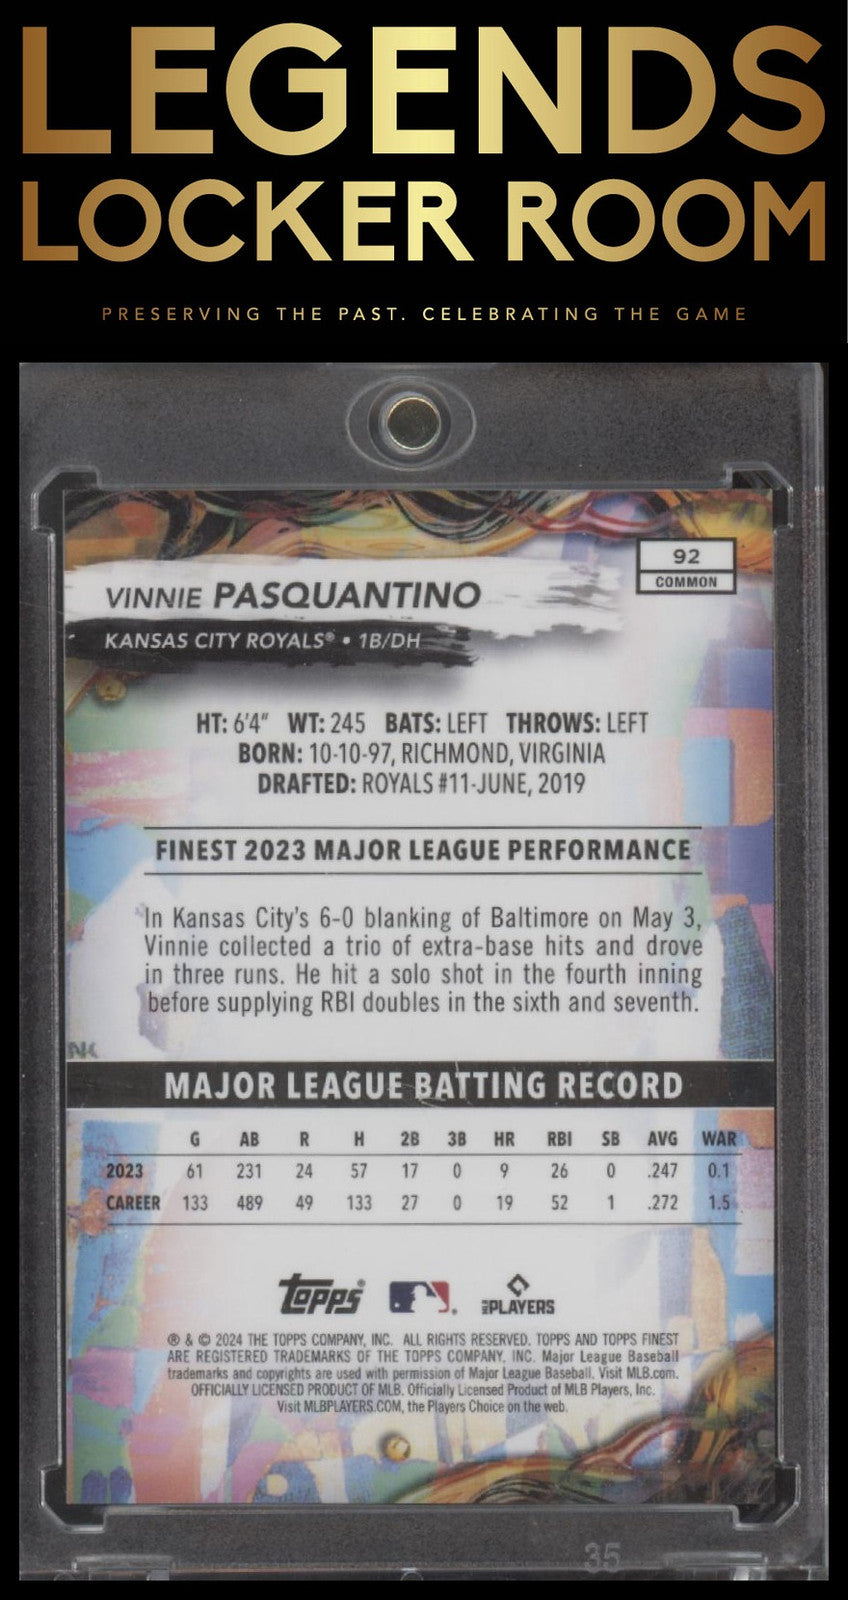 LEGENDS
LOCKER ROOM
PRESERVING THE PAST. CELEBRATING THE GAME
92
COMMON
VINNIE PASQUANTINO
KANSAS CITY ROYALS® • 1B/DH
HT: 6'4" WT: 245 BATS: LEFT THROWS: LEFT
BORN: 10-10-97, RICHMOND, VIRGINIA
DRAFTED: ROYALS #11-JUNE, 2019
FINEST 2023 MAJOR LEAGUE PERFORMANCE
In Kansas City's 6-0 blanking of Baltimore on May 3,
Vinnie collected a trio of extra-base hits and drove
in three runs. He hit a solo shot in the fourth inning
before supplying RBI doubles in the sixth and seventh.
NK
MAJOR LEAGUE BATTING RECORD
G AB R H 2B 3B HR RBI SB AVG WAR
2023 61 231 24 57 17 0 9 26 0 .247 0.1
CAREER 133 489 49 133 27 0 19 52 1 .272 1.5
topps® MLB PLAYERS
® & © 2024 THE TOPPS COMPANY, INC. ALL RIGHTS RESERVED. TOPPS AND TOPPS FINEST
ARE REGISTERED TRADEMARKS OF THE TOPPS COMPANY, INC. Major League Baseball
trademarks and copyrights are used with permission of Major League Baseball. Visit MLB.com.
OFFICIALLY LICENSED PRODUCT OF MLB. Officially Licensed Product of MLB Players, Inc.
Visit MLBPLAYERS.COM, the Players Choice on the web.
35